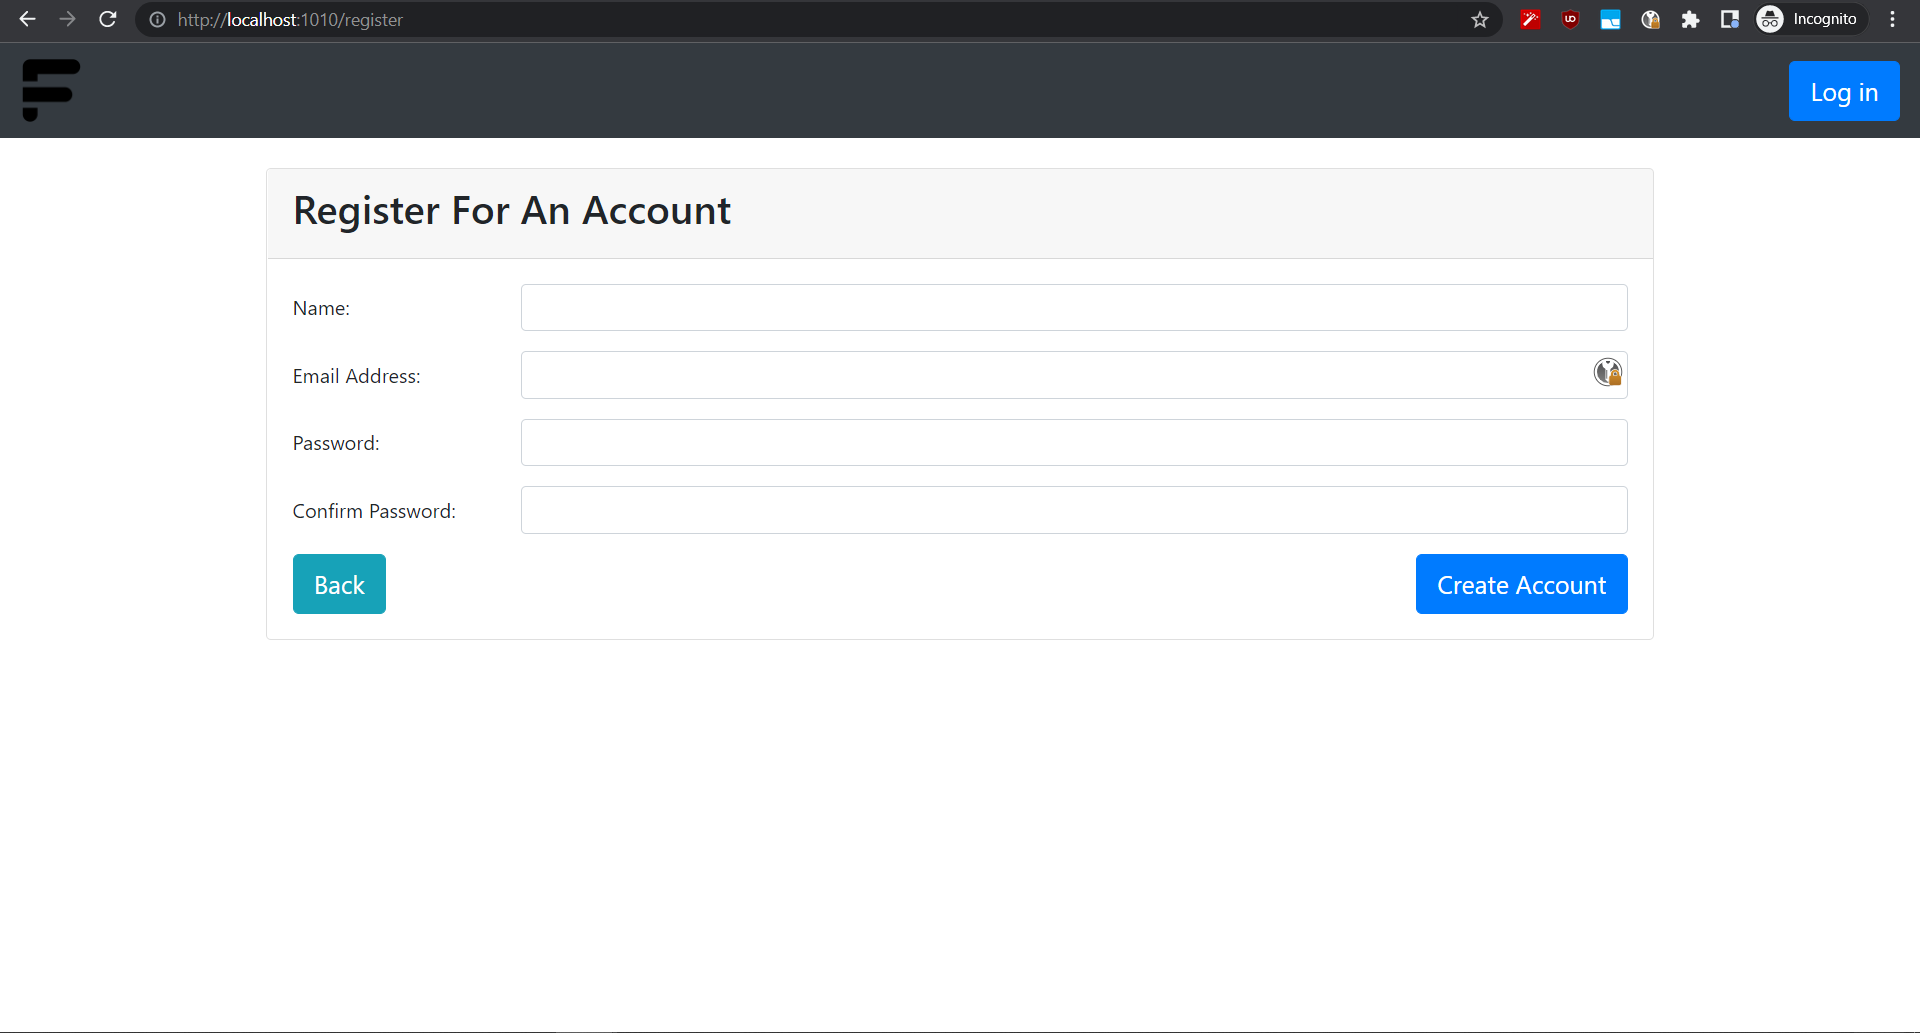 http://localhost:1010/register
Incognito
Log in
Register For An Account
Name:
Email Address:
Password:
Confirm Password:
Back
Create Account